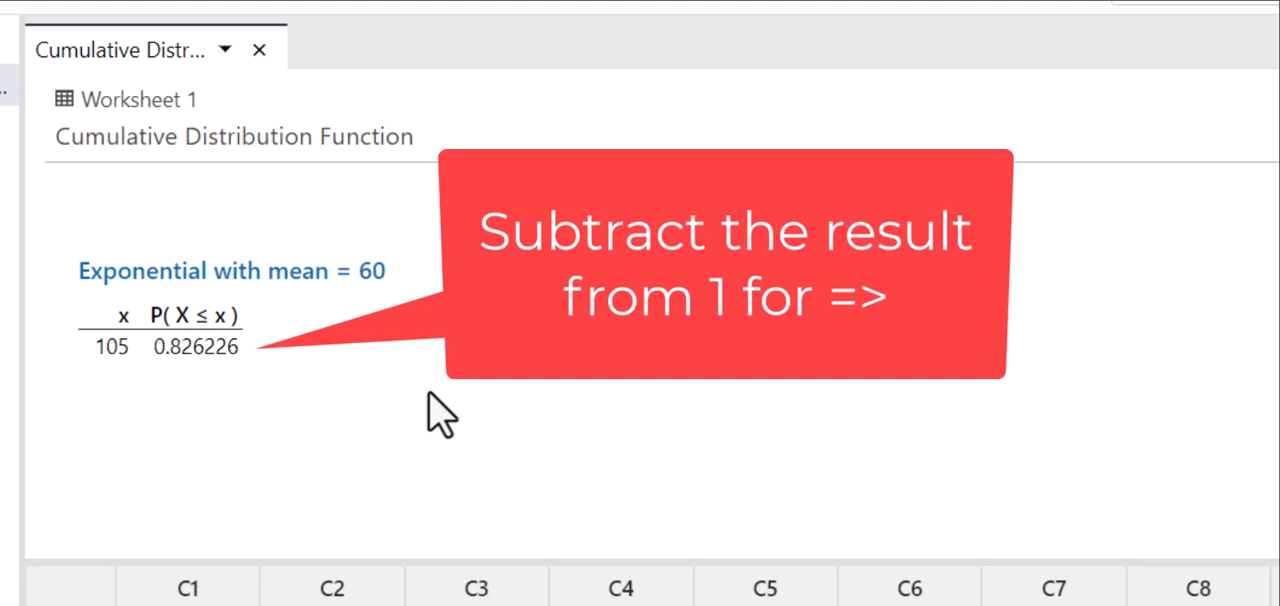 Cumulative Distr...
..
Worksheet 1
Cumulative Distribution Function
Subtract the result
from 1 for =>
Exponential with mean = 60
x P( X ≤ x )
105 0.826226
C1 C2 C3 C4 C5 C6 C7 C8